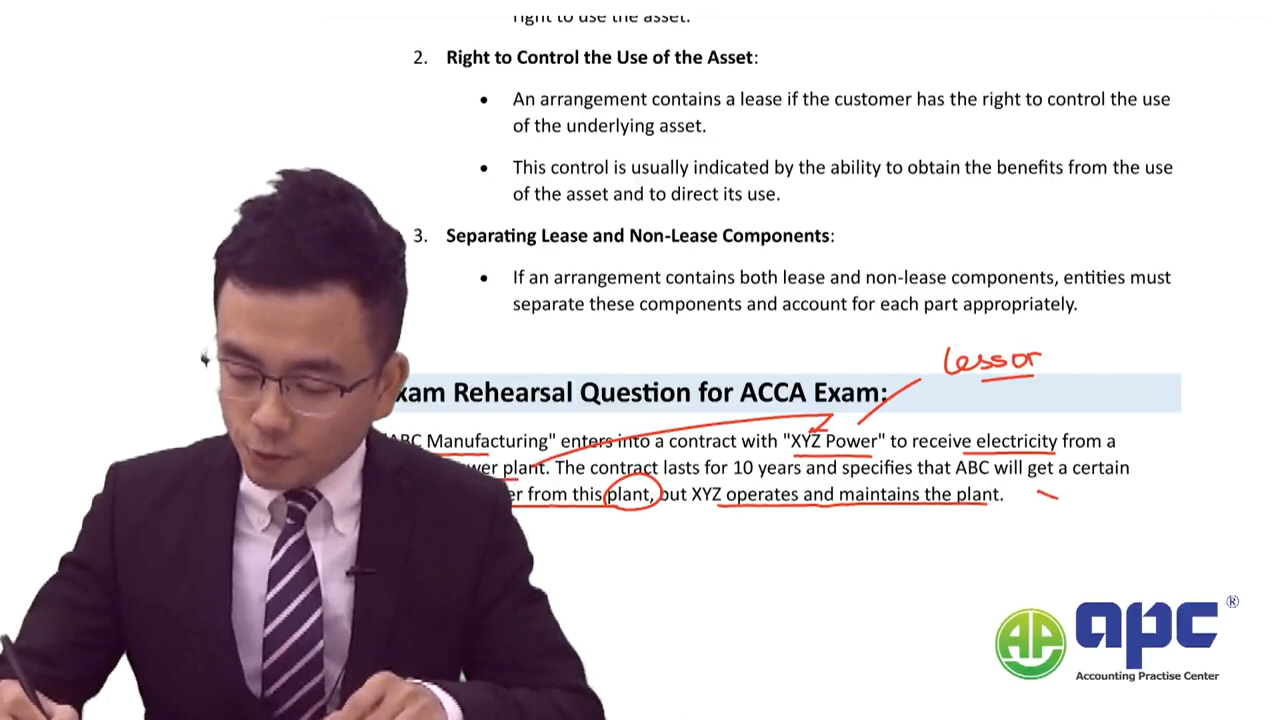 right to use the asset.
2. Right to Control the Use of the Asset:
• An arrangement contains a lease if the customer has the right to control the use
of the underlying asset.
• This control is usually indicated by the ability to obtain the benefits from the use
of the asset and to direct its use.
3. Separating Lease and Non-Lease Components:
• If an arrangement contains both lease and non-lease components, entities must
separate these components and account for each part appropriately.
Lessor
xam Rehearsal Question for ACCA Exam:
"ABC Manufacturing" enters into a contract with "XYZ Power" to receive electricity from a
wer plant. The contract lasts for 10 years and specifies that ABC will get a certain
er from this plant, but XYZ operates and maintains the plant.
AP
apc ®
Accounting Practise Center